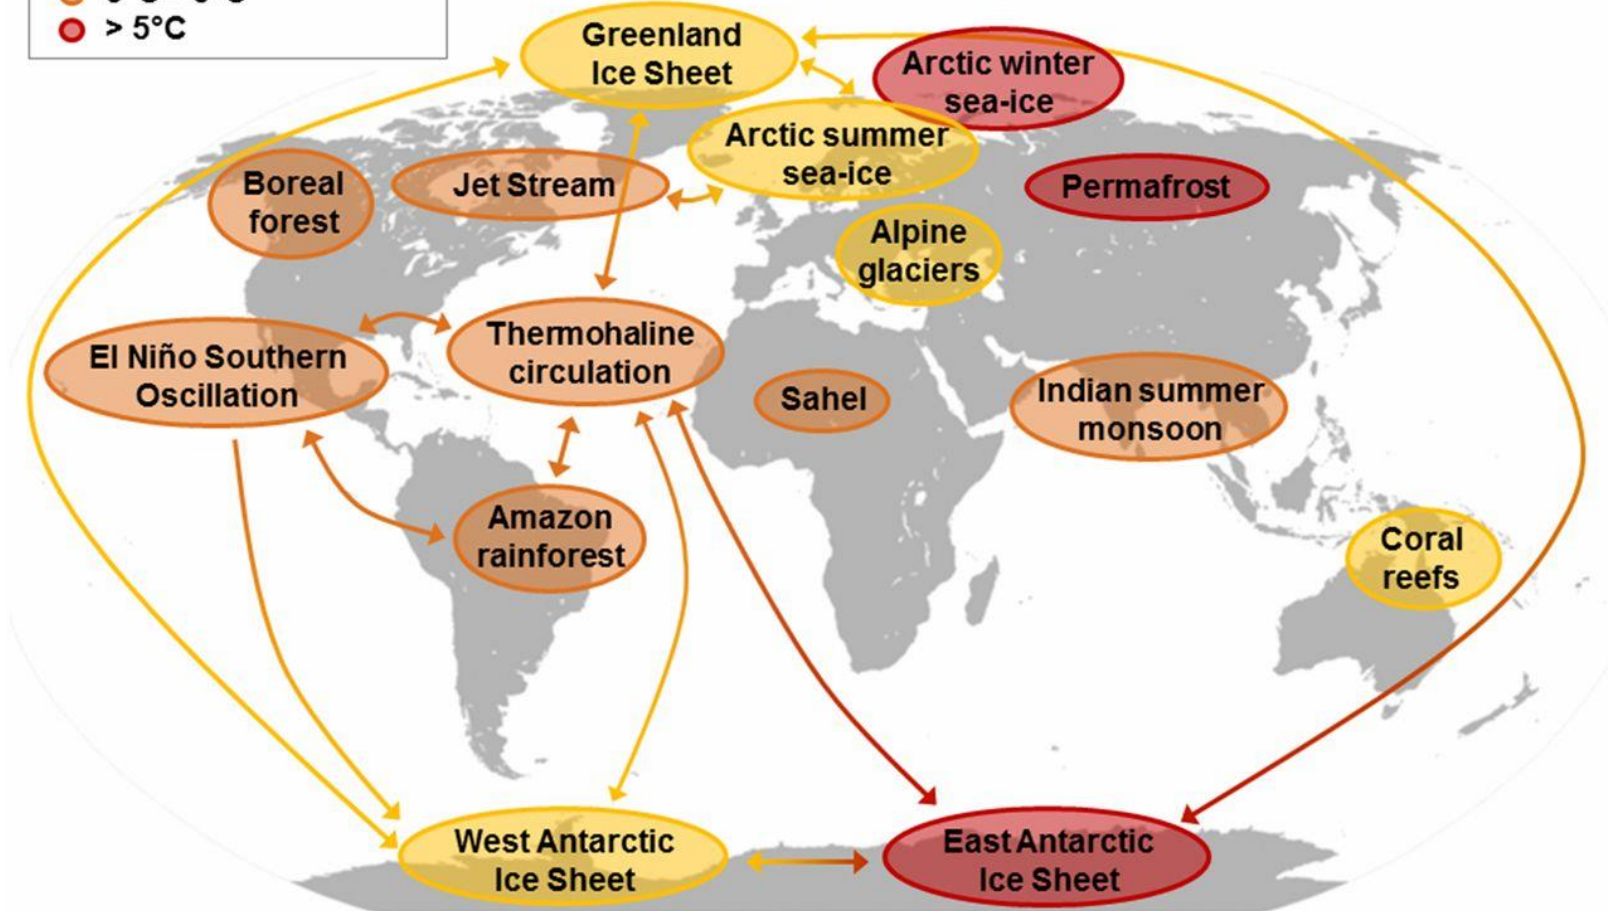 > 5°C
Greenland
Ice Sheet
Arctic winter
sea-ice
Arctic summer
sea-ice
Boreal
forest
Jet Stream
Permafrost
Alpine
glaciers
El Niño Southern
Oscillation
Thermohaline
circulation
Sahel
Indian summer
monsoon
Amazon
rainforest
Coral
reefs
West Antarctic
Ice Sheet
East Antarctic
Ice Sheet